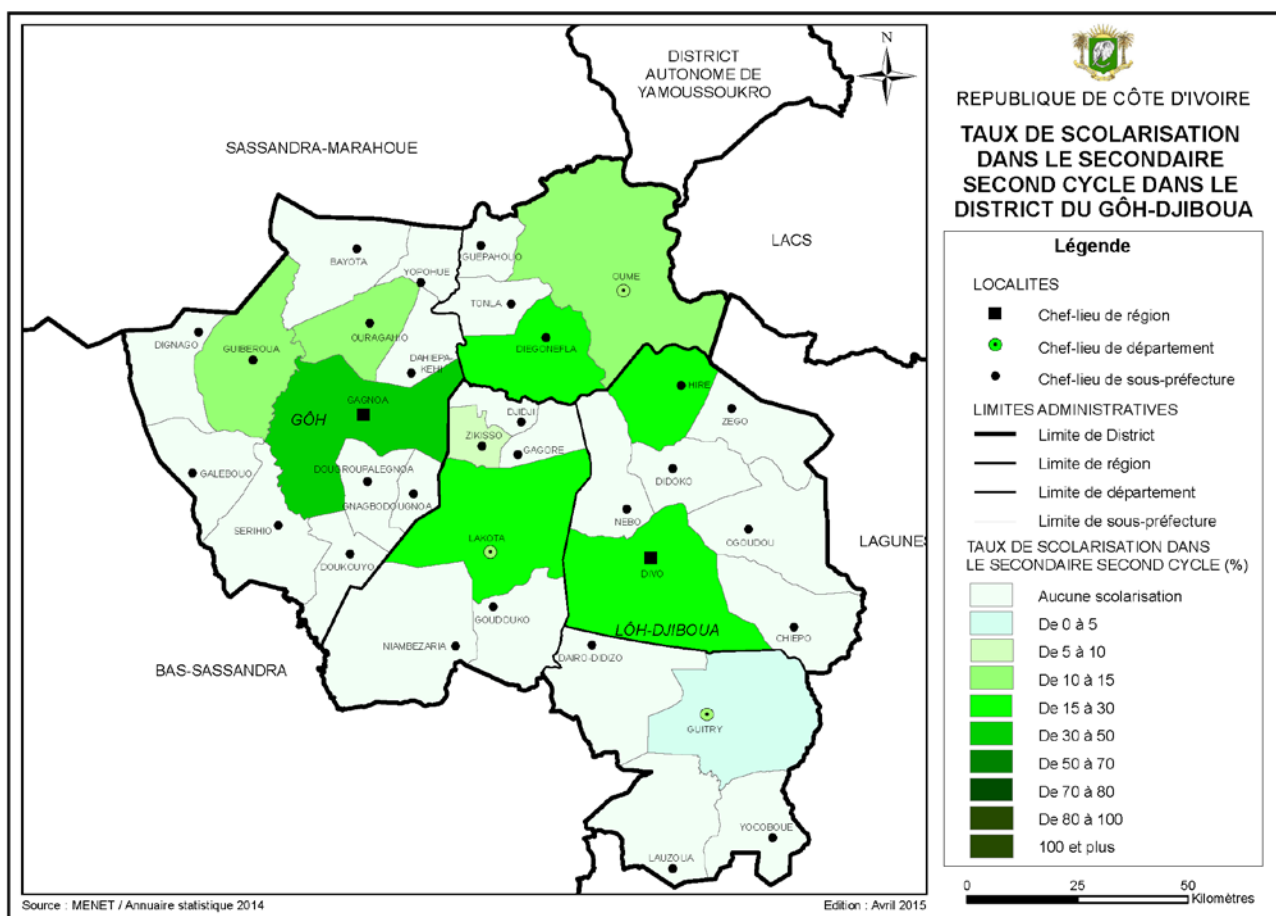 DISTRICT
AUTONOME DE
YAMOUSSOUKRO
N
SASSANDRA-MARAHOUE
LACS
BAYOTA
YOPOHUE
GUEPAHOUO
OUME
TONLA
DIGNAGO
GUIBEROUA
OURAGAHIO
DIEGONEFLA
DAHIEPA-
KEHI
HIRE
GAGNOA
GÔH
DJIDJI
ZEGO
ZIKISSO
GAGORE
GALEBOUO
DOUGROUPALEGNOA
DIDOKO
GNAGBODOUGNOA
NEBO
SERIHIO
OGOUDOU
LAGUNES
LAKOTA
DOUKOUYO
DIVO
GOUDOUKO
LÔH-DJIBOUA
CHIEPO
NIAMBEZARIA
DAIRO-DIDIZO
BAS-SASSANDRA
GUITRY
YOCOBOUE
LAUZOUA
Source : MENET / Annuaire statistique 2014
Edition : Avril 2015
REPUBLIQUE DE CÔTE D'IVOIRE
TAUX DE SCOLARISATION
DANS LE SECONDAIRE
SECOND CYCLE DANS LE
DISTRICT DU GÔH-DJIBOUA
Légende
LOCALITES
Chef-lieu de région
Chef-lieu de département
Chef-lieu de sous-préfecture
LIMITES ADMINISTRATIVES
Limite de District
Limite de région
Limite de département
Limite de sous-préfecture
TAUX DE SCOLARISATION DANS
LE SECONDAIRE SECOND CYCLE (%)
Aucune scolarisation
De 0 à 5
De 5 à 10
De 10 à 15
De 15 à 30
De 30 à 50
De 50 à 70
De 70 à 80
De 80 à 100
100 et plus
0 25 50
Kilomètres